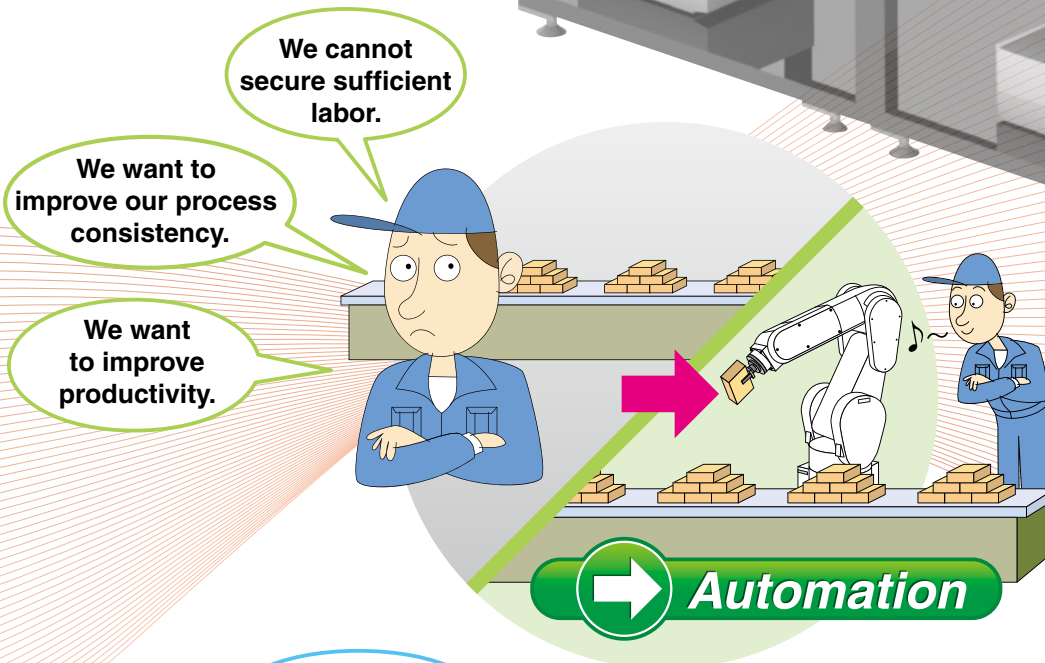 We cannot
secure sufficient
labor.
We want to
improve our process
consistency.
We want
to improve
productivity.
Automation